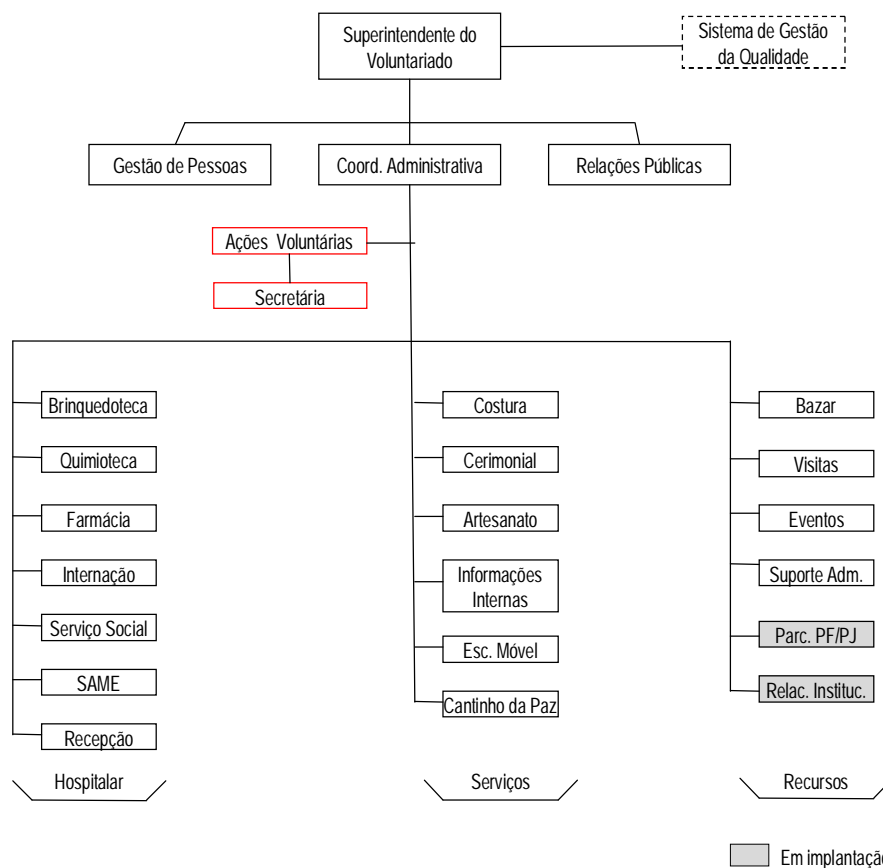 Superintendente do
Voluntariado
Sistema de Gestão
da Qualidade
Gestão de Pessoas
Coord. Administrativa
Relações Públicas
Ações Voluntárias
Secretária
Brinquedoteca
Quimioteca
Farmácia
Internação
Serviço Social
SAME
Recepção
Hospitalar
Costura
Cerimonial
Artesanato
Informações
Internas
Esc. Móvel
Cantinho da Paz
Serviços
Bazar
Visitas
Eventos
Suporte Adm.
Parc. PF/PJ
Relac. Instituc.
Recursos
Em implantação